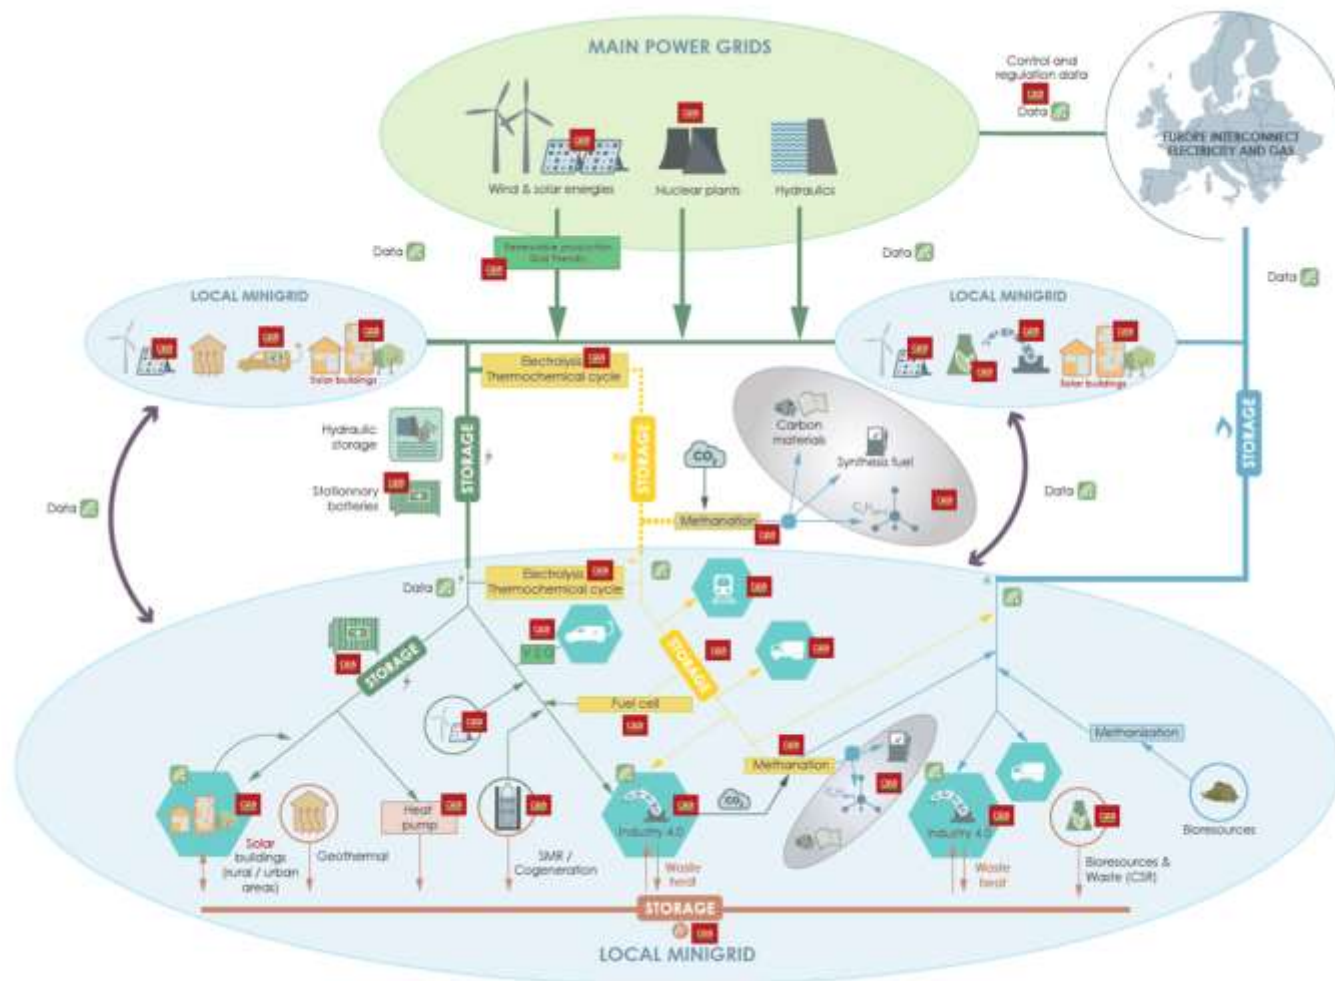 MAIN POWER GRIDS
Control and
regulation data
Data
EUROPE INTERCONNECT
ELECTRICITY AND GAS
Wind & solar energies
Nuclear plants
Hydraulics
Data
Data
Data
LOCAL MINIGRID
Solar buildings
LOCAL MINIGRID
Solar buildings
Electrolysis
Thermochemical cycle
Hydraulic
storage
STORAGE
STORAGE
STORAGE
Carbon
materials
CO2
Synthesis fuel
Stationnary
batteries
Data
Data
Methanation
Data
Electrolysis
Thermochemical cycle
STORAGE
STORAGE
Fuel cell
Methanation
Methanization
CO2
Heat
pump
Industry 4.0
Industry 4.0
Bioresources
Solar
buildings
(rural / urban
areas)
Geothermal
SMR /
Cogeneration
Waste
heat
Waste
heat
Bioresources &
Waste (CSR)
STORAGE
LOCAL MINIGRID